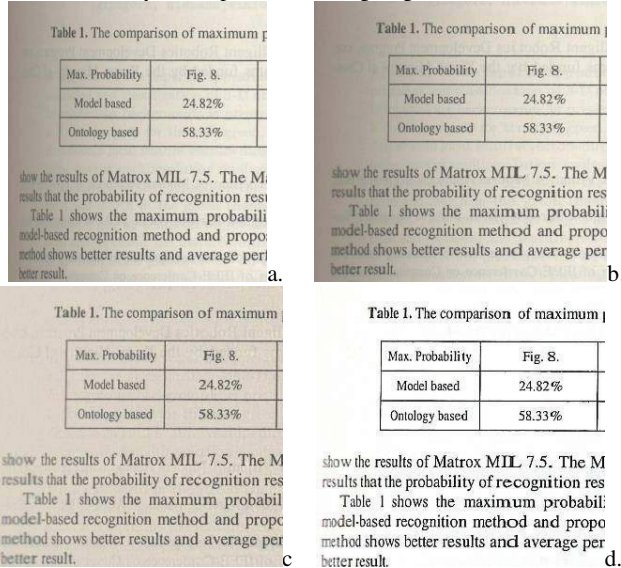 Table 1. The comparison of maximum p
Max. Probability Fig. 8.
Model based 24.82%
Ontology based 58.33%
show the results of Matrox MIL 7.5. The M
results that the probability of recognition resu
Table 1 shows the maximum probabili
model-based recognition method and propo
method shows better results and average perf
better result.
a.
Table 1. The comparison of maximum
Max. Probability Fig. 8.
Model based 24.82%
Ontology based 58.33%
show the results of Matrox MIL 7.5. The M
results that the probability of recognition res
Table 1 shows the maximum probabil
model-based recognition method and propo
method shows better results and average per
better result.
b.
Table 1. The comparison of maximum
Max. Probability Fig. 8.
Model based 24.82%
Ontology based 58.33%
show the results of Matrox MIL 7.5. The M
results that the probability of recognition res
Table 1 shows the maximum probabil
model-based recognition method and propo
method shows better results and average per
better result.
c
Table 1. The comparison of maximum
Max. Probability Fig. 8.
Model based 24.82%
Ontology based 58.33%
show the results of Matrox MIL 7.5. The M
results that the probability of recognition res
Table 1 shows the maximum probabili
model-based recognition method and propo
method shows better results and average per
better result.
d.